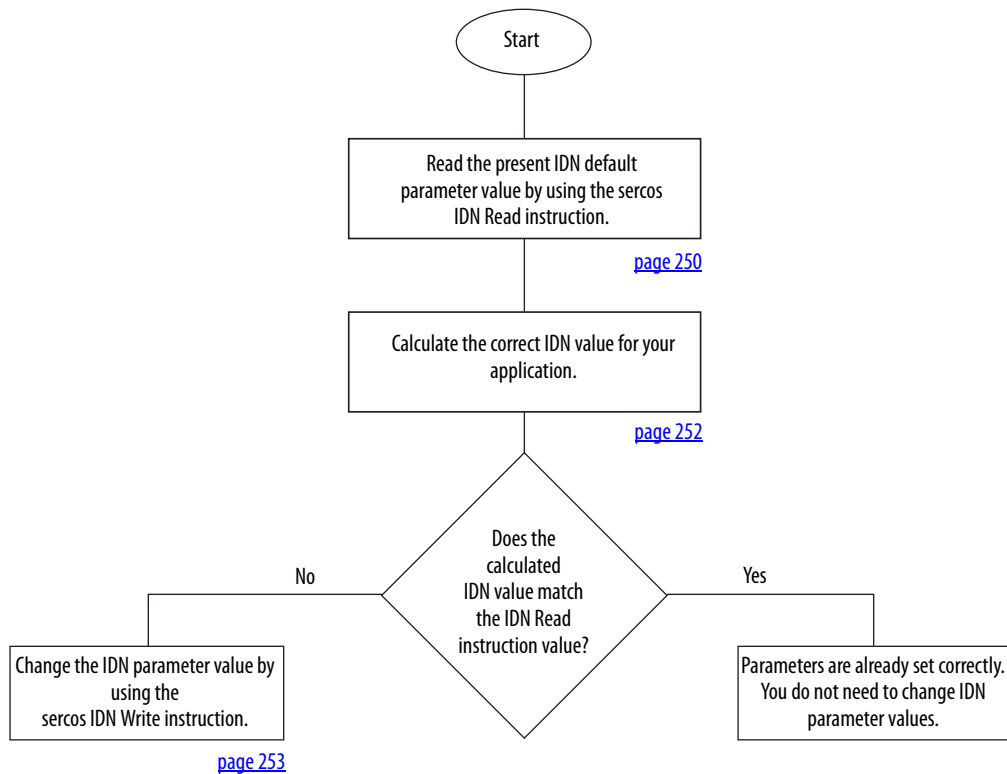 Start
Read the present IDN default
parameter value by using the sercos
IDN Read instruction.
page 250
Calculate the correct IDN value for your
application.
page 252
Does the
calculated
IDN value match
the IDN Read
instruction value?
No
Yes
Change the IDN parameter value by
using the
sercos IDN Write instruction.
page 253
Parameters are already set correctly.
You do not need to change IDN
parameter values.